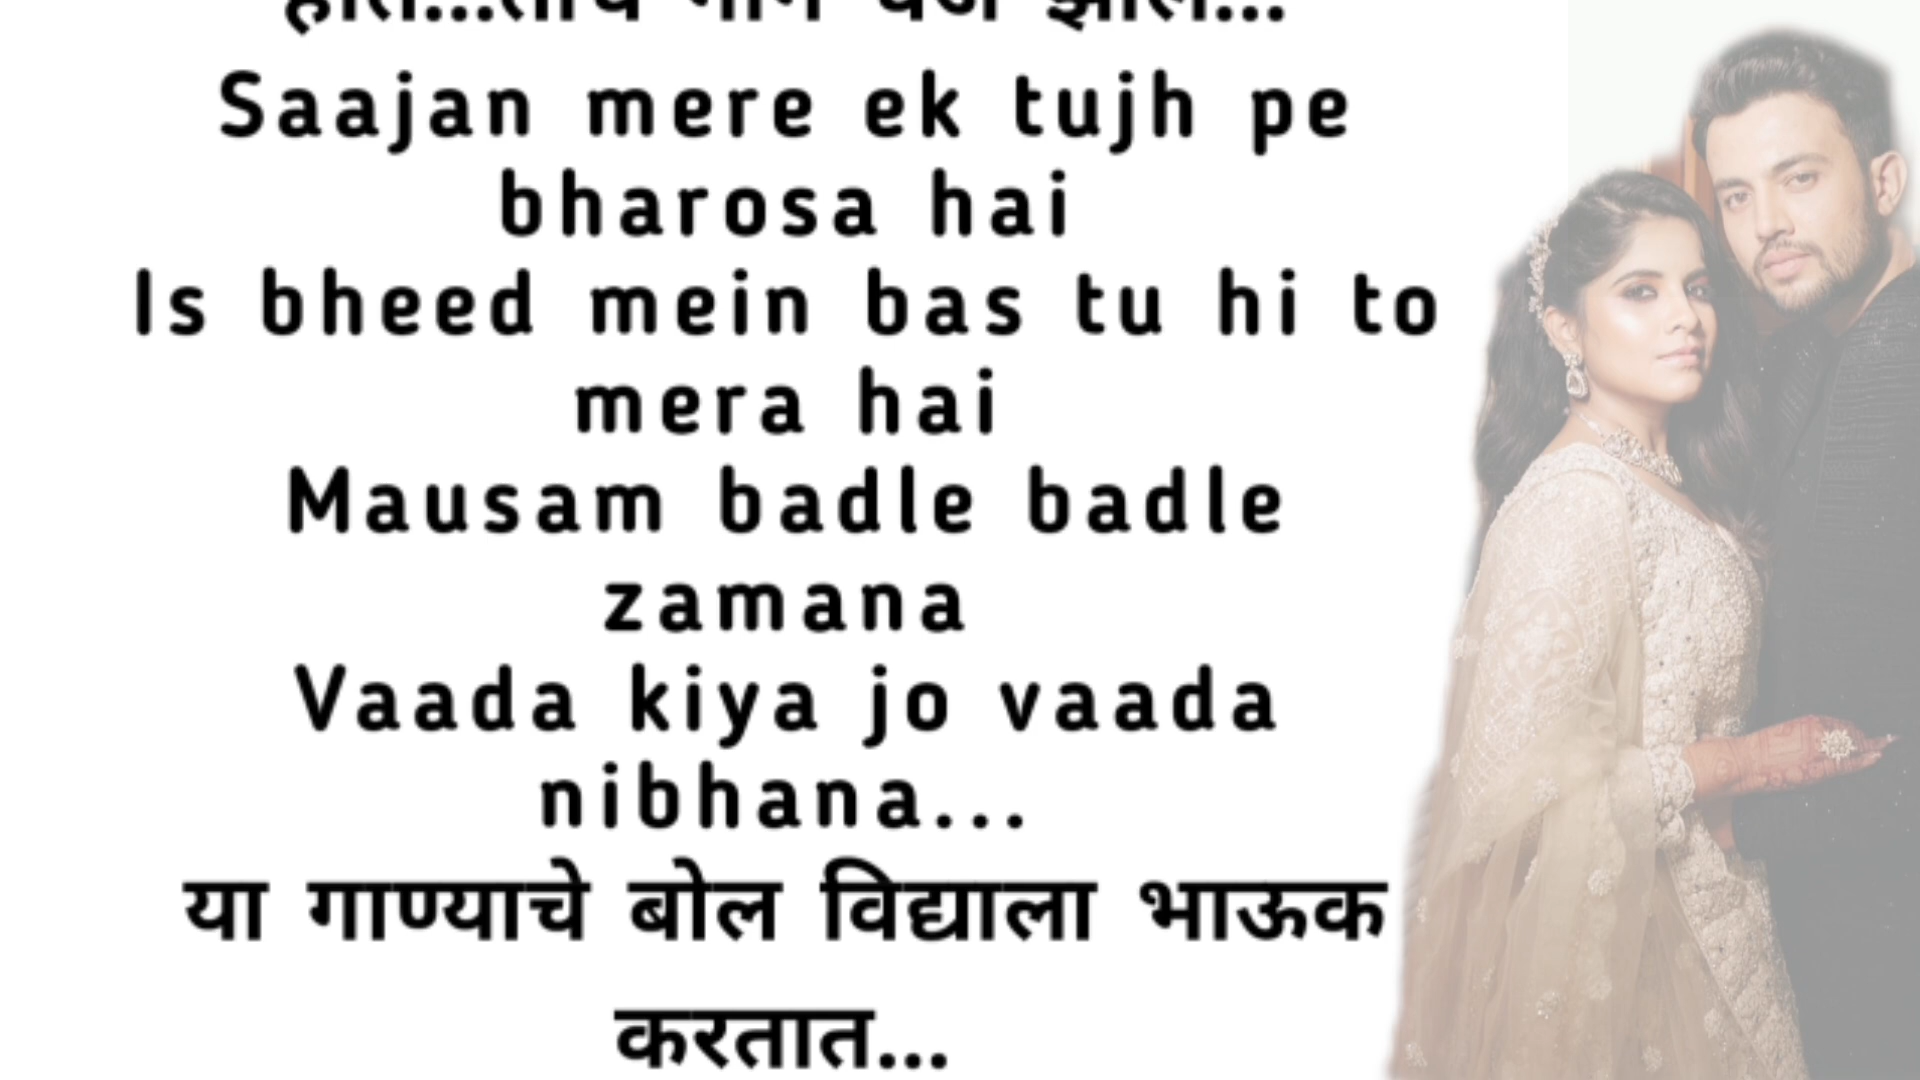 Saajan mere ek tujh pe
bharosa hai
Is bheed mein bas tu hi to
mera hai
Mausam badle badle
zamana
Vaada kiya jo vaada
nibhana...
या गाण्याचे बोल विद्याला भाऊक
करतात...